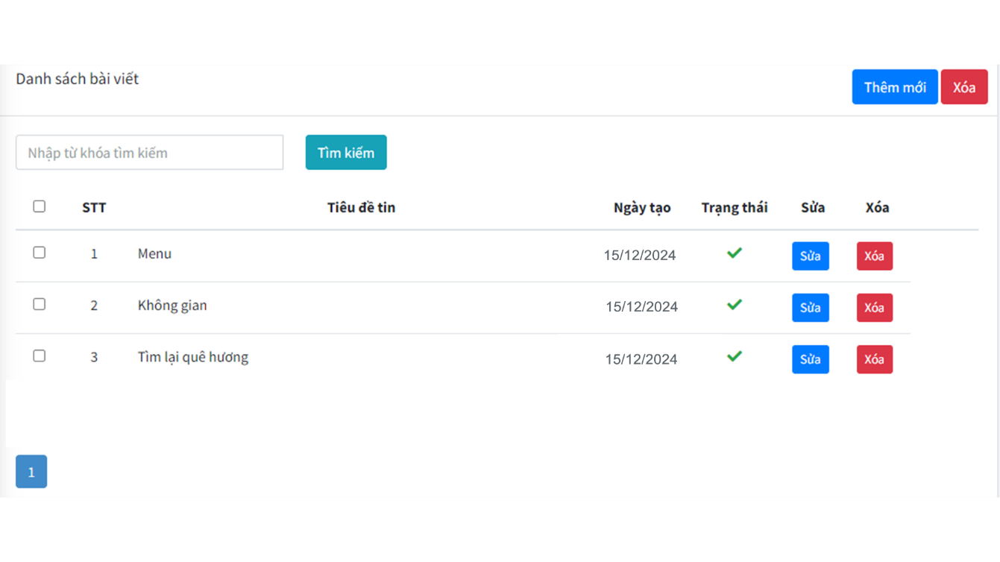 Danh sách bài viết
Thêm mới Xóa
Nhập từ khóa tìm kiếm Tìm kiếm
STT Tiêu đề tin Ngày tạo Trạng thái Sửa Xóa
1 Menu 15/12/2024 Sửa Xóa
2 Không gian 15/12/2024 Sửa Xóa
3 Tìm lại quê hương 15/12/2024 Sửa Xóa
1